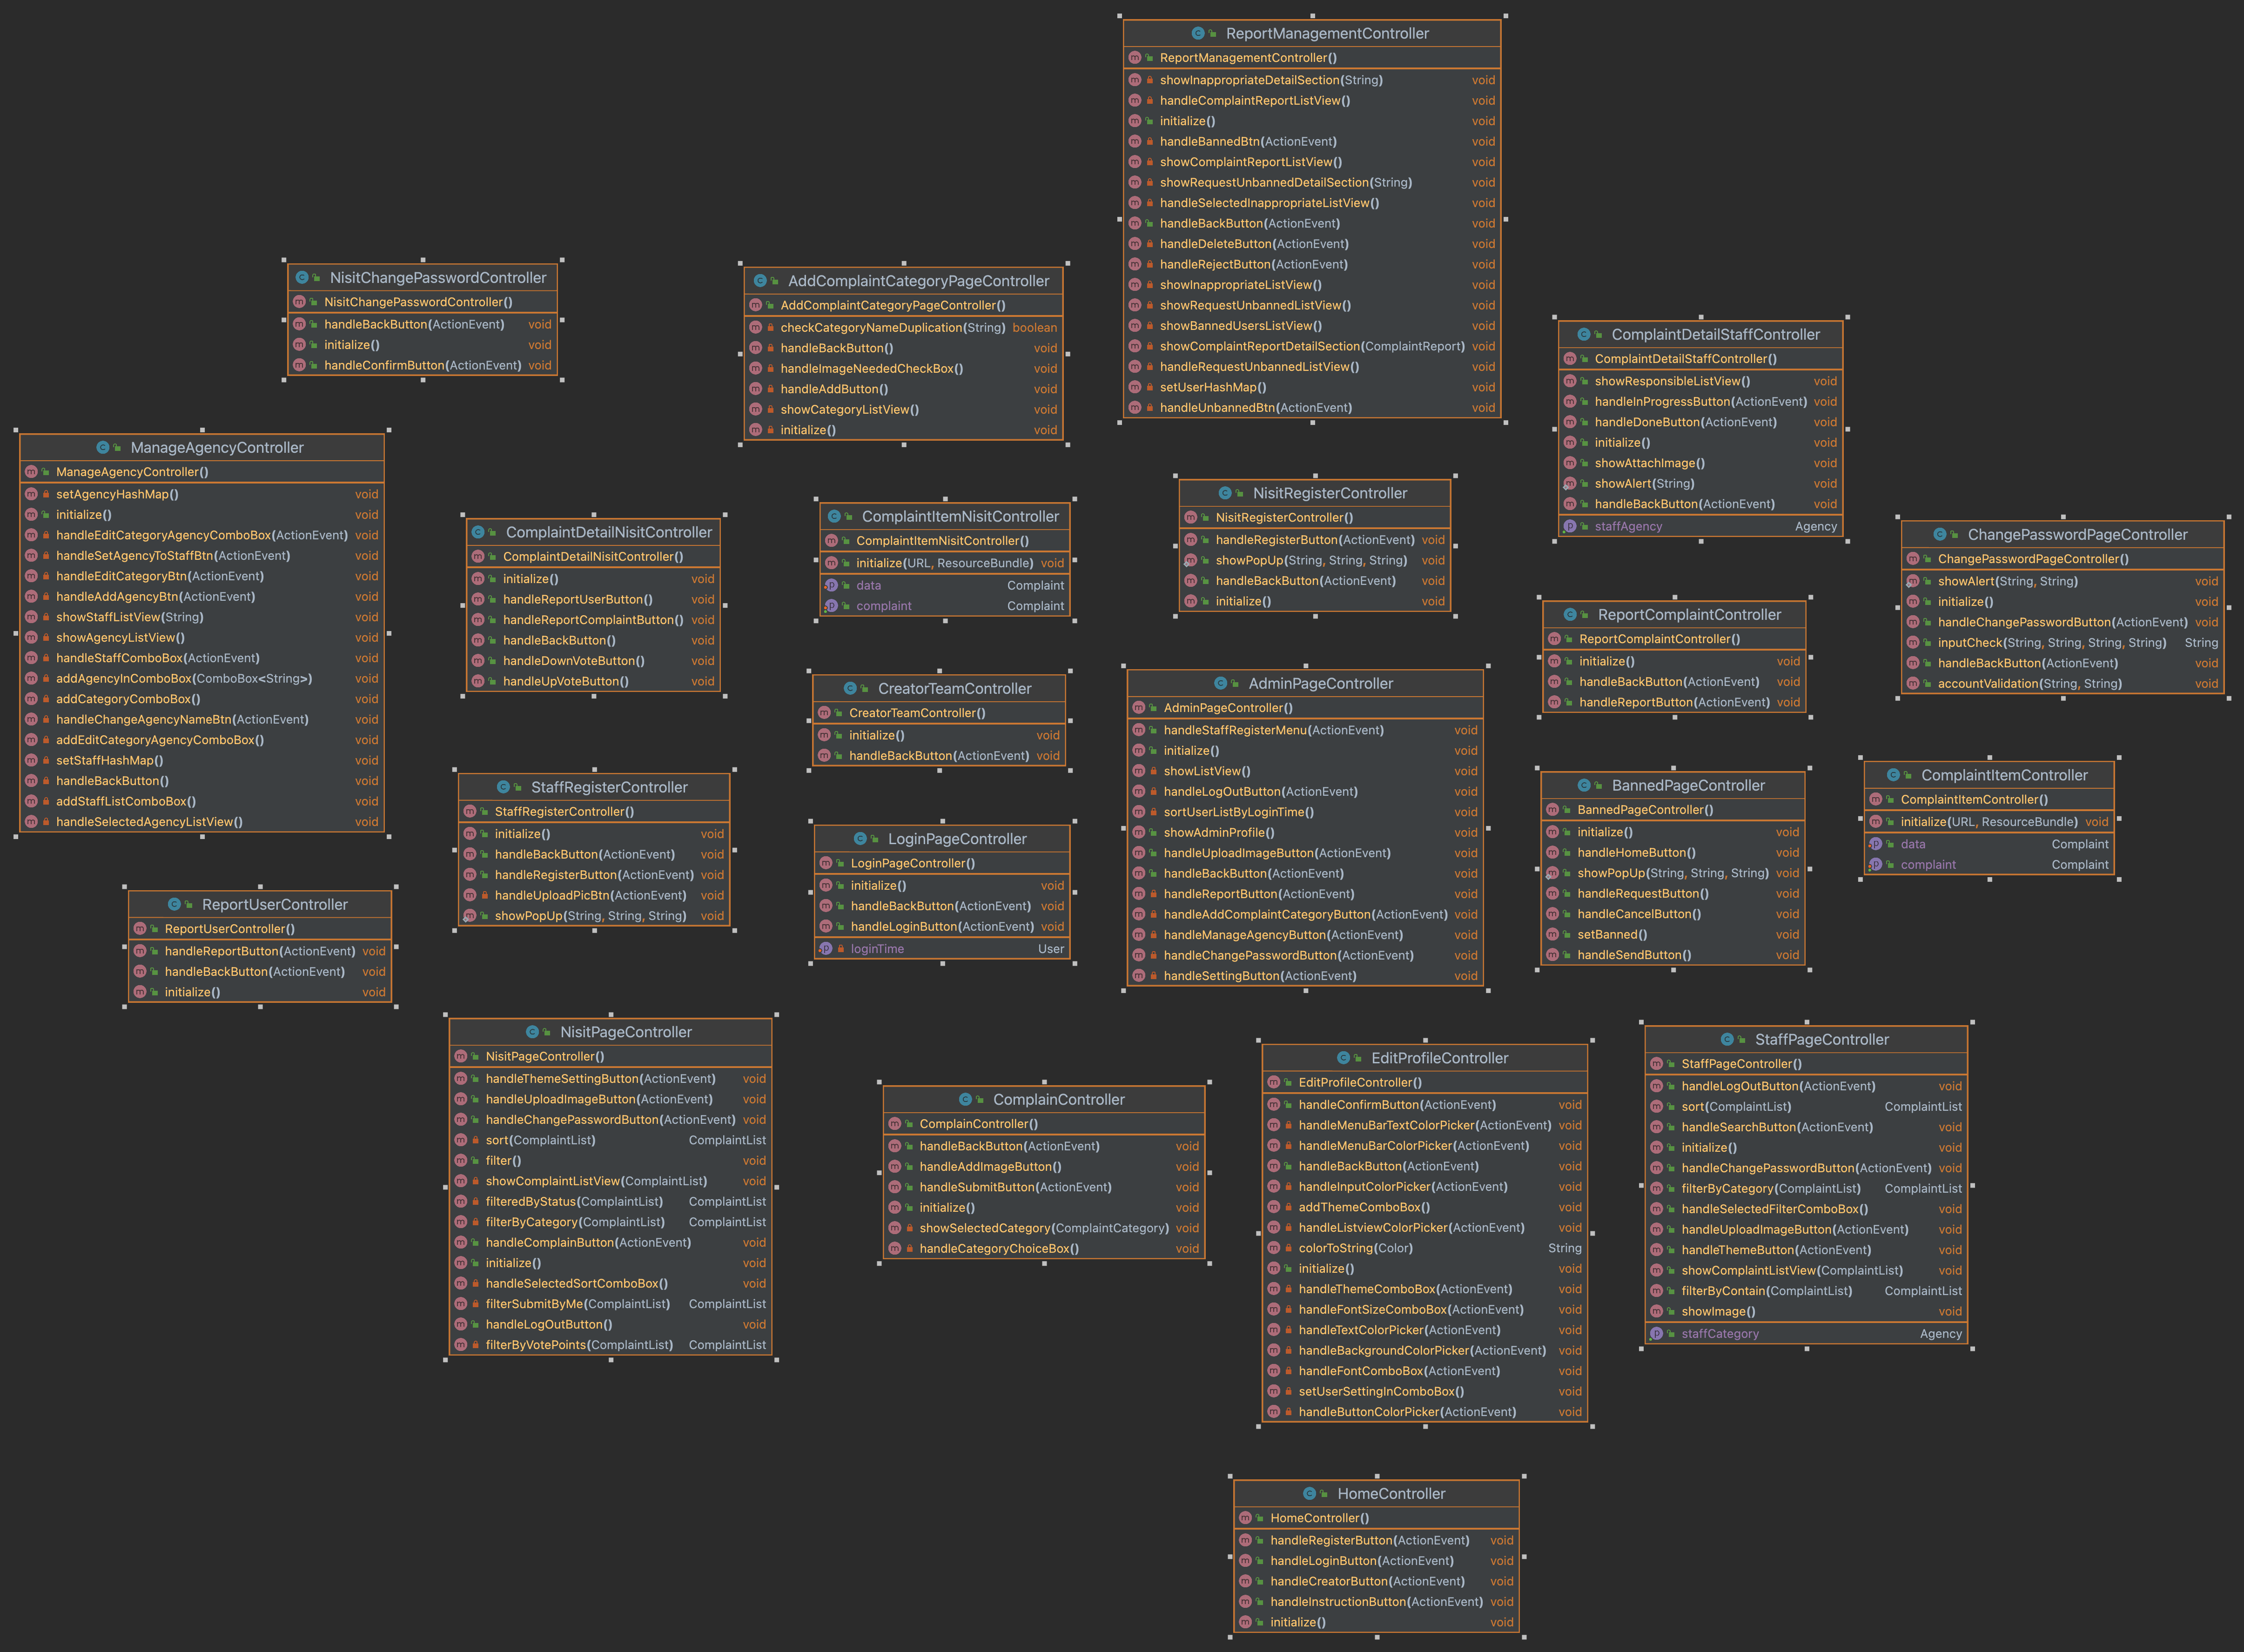 ReportManagementController
ReportManagementController()
showInappropriateDetailSection(String) void
handleComplaintReportListView() void
initialize() void
handleBannedBtn(ActionEvent) void
showComplaintReportListView() void
showRequestUnbannedDetailSection(String) void
handleSelectedInappropriateListView() void
handleBackButton(ActionEvent) void
handleDeleteButton(ActionEvent) void
handleRejectButton(ActionEvent) void
showInappropriateListView() void
showRequestUnbannedListView() void
showBannedUsersListView() void
showComplaintReportDetailSection(ComplaintReport) void
handleRequestUnbannedListView() void
setUserHashMap() void
handleUnbannedBtn(ActionEvent) void
NisitChangePasswordController
NisitChangePasswordController()
handleBackButton(ActionEvent) void
initialize() void
handleConfirmButton(ActionEvent) void
AddComplaintCategoryPageController
AddComplaintCategoryPageController()
checkCategoryNameDuplication(String) boolean
handleBackButton() void
handleImageNeededCheckBox() void
handleAddButton() void
showCategoryListView() void
initialize() void
ComplaintDetailStaffController
ComplaintDetailStaffController()
showResponsibleListView() void
handleInProgressButton(ActionEvent) void
handleDoneButton(ActionEvent) void
initialize() void
showAttachImage() void
showAlert(String) void
handleBackButton(ActionEvent) void
staffAgency Agency
ManageAgencyController
ManageAgencyController()
setAgencyHashMap() void
initialize() void
handleEditCategoryAgencyComboBox(ActionEvent) void
handleSetAgencyToStaffBtn(ActionEvent) void
handleEditCategoryBtn(ActionEvent) void
handleAddAgencyBtn(ActionEvent) void
showStaffListView(String) void
showAgencyListView() void
handleStaffComboBox(ActionEvent) void
addAgencyInComboBox(ComboBox<String>) void
addCategoryComboBox() void
handleChangeAgencyNameBtn(ActionEvent) void
addEditCategoryAgencyComboBox() void
setStaffHashMap() void
handleBackButton() void
addStaffListComboBox() void
handleSelectedAgencyListView() void
ComplaintDetailNisitController
ComplaintDetailNisitController()
initialize() void
handleReportUserButton() void
handleReportComplaintButton() void
handleBackButton() void
handleDownVoteButton() void
handleUpVoteButton() void
ComplaintItemNisitController
ComplaintItemNisitController()
initialize(URL, ResourceBundle) void
data Complaint
complaint Complaint
NisitRegisterController
NisitRegisterController()
handleRegisterButton(ActionEvent) void
showPopUp(String, String, String) void
handleBackButton(ActionEvent) void
initialize() void
ChangePasswordPageController
ChangePasswordPageController()
showAlert(String, String) void
initialize() void
handleChangePasswordButton(ActionEvent) void
inputCheck(String, String, String, String) String
handleBackButton(ActionEvent) void
accountValidation(String, String) void
ReportComplaintController
ReportComplaintController()
initialize() void
handleBackButton(ActionEvent) void
handleReportButton(ActionEvent) void
CreatorTeamController
CreatorTeamController()
initialize() void
handleBackButton(ActionEvent) void
AdminPageController
AdminPageController()
handleStaffRegisterMenu(ActionEvent) void
initialize() void
showListView() void
handleLogOutButton(ActionEvent) void
sortUserListByLoginTime() void
showAdminProfile() void
handleUploadImageButton(ActionEvent) void
handleBackButton(ActionEvent) void
handleReportButton(ActionEvent) void
handleAddComplaintCategoryButton(ActionEvent) void
handleManageAgencyButton(ActionEvent) void
handleChangePasswordButton(ActionEvent) void
handleSettingButton(ActionEvent) void
StaffRegisterController
StaffRegisterController()
initialize() void
handleBackButton(ActionEvent) void
handleRegisterButton(ActionEvent) void
handleUploadPicBtn(ActionEvent) void
showPopUp(String, String, String) void
BannedPageController
BannedPageController()
initialize() void
handleHomeButton() void
showPopUp(String, String, String) void
handleRequestButton() void
handleCancelButton() void
setBanned() void
handleSendButton() void
ComplaintItemController
ComplaintItemController()
initialize(URL, ResourceBundle) void
data Complaint
complaint Complaint
LoginPageController
LoginPageController()
initialize() void
handleBackButton(ActionEvent) void
handleLoginButton(ActionEvent) void
loginTime User
ReportUserController
ReportUserController()
handleReportButton(ActionEvent) void
handleBackButton(ActionEvent) void
initialize() void
NisitPageController
NisitPageController()
handleThemeSettingButton(ActionEvent) void
handleUploadImageButton(ActionEvent) void
handleChangePasswordButton(ActionEvent) void
sort(ComplaintList) ComplaintList
filter() void
showComplaintListView(ComplaintList) void
filteredByStatus(ComplaintList) ComplaintList
filterByCategory(ComplaintList) ComplaintList
handleComplainButton(ActionEvent) void
initialize() void
handleSelectedSortComboBox() void
filterSubmitByMe(ComplaintList) ComplaintList
handleLogOutButton() void
filterByVotePoints(ComplaintList) ComplaintList
ComplainController
ComplainController()
handleBackButton(ActionEvent) void
handleAddImageButton() void
handleSubmitButton(ActionEvent) void
initialize() void
showSelectedCategory(ComplaintCategory) void
handleCategoryChoiceBox() void
EditProfileController
EditProfileController()
handleConfirmButton(ActionEvent) void
handleMenuBarTextColorPicker(ActionEvent) void
handleMenuBarColorPicker(ActionEvent) void
handleBackButton(ActionEvent) void
handleInputColorPicker(ActionEvent) void
addThemeComboBox() void
handleListviewColorPicker(ActionEvent) void
colorToString(Color) String
initialize() void
handleThemeComboBox(ActionEvent) void
handleFontSizeComboBox(ActionEvent) void
handleTextColorPicker(ActionEvent) void
handleBackgroundColorPicker(ActionEvent) void
handleFontComboBox(ActionEvent) void
setUserSettingInComboBox() void
handleButtonColorPicker(ActionEvent) void
StaffPageController
StaffPageController()
handleLogOutButton(ActionEvent) void
sort(ComplaintList) ComplaintList
handleSearchButton(ActionEvent) void
initialize() void
handleChangePasswordButton(ActionEvent) void
filterByCategory(ComplaintList) ComplaintList
handleSelectedFilterComboBox() void
handleUploadImageButton(ActionEvent) void
handleThemeButton(ActionEvent) void
showComplaintListView(ComplaintList) void
filterByContain(ComplaintList) ComplaintList
showImage() void
staffCategory Agency
HomeController
HomeController()
handleRegisterButton(ActionEvent) void
handleLoginButton(ActionEvent) void
handleCreatorButton(ActionEvent) void
handleInstructionButton(ActionEvent) void
initialize() void